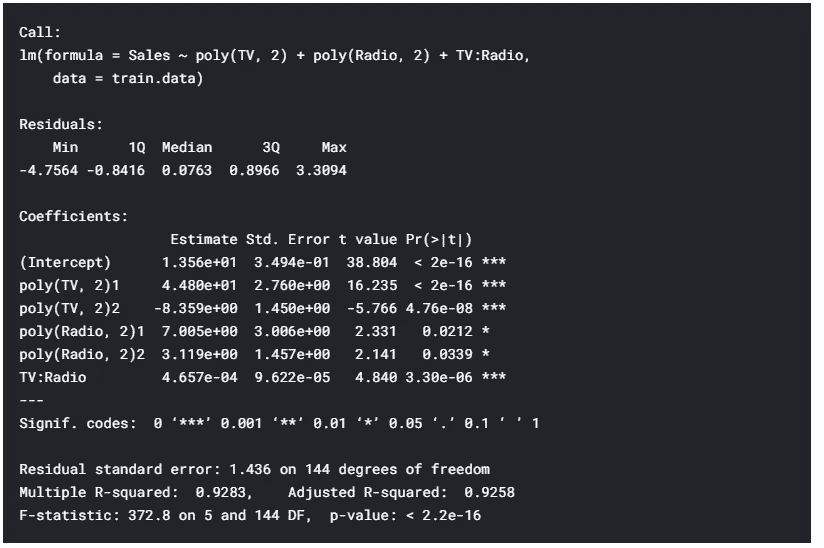 Call:
lm(formula = Sales ~ poly(TV, 2) + poly(Radio, 2) + TV:Radio,
    data = train.data)
Residuals:
    Min      1Q  Median      3Q     Max
-4.7564 -0.8416  0.0763  0.8966  3.3094
Coefficients:
                  Estimate Std. Error t value Pr(>|t|)
(Intercept)      1.356e+01  3.494e-01  38.804  < 2e-16 ***
poly(TV, 2)1     4.480e+01  2.760e+00  16.235  < 2e-16 ***
poly(TV, 2)2    -8.359e+00  1.450e+00  -5.766 4.76e-08 ***
poly(Radio, 2)1  7.005e+00  3.006e+00   2.331   0.0212 *
poly(Radio, 2)2  3.119e+00  1.457e+00   2.141   0.0339 *
TV:Radio         4.657e-04  9.622e-05   4.840 3.30e-06 ***
---
Signif. codes:  0 ‘***’ 0.001 ‘**’ 0.01 ‘*’ 0.05 ‘.’ 0.1 ‘ ’ 1
Residual standard error: 1.436 on 144 degrees of freedom
Multiple R-squared:  0.9283,    Adjusted R-squared:  0.9258
F-statistic: 372.8 on 5 and 144 DF,  p-value: < 2.2e-16